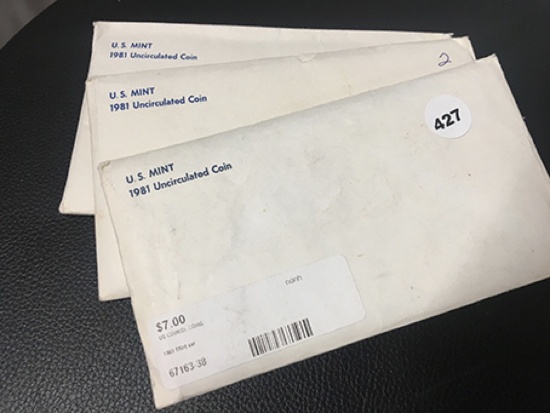 U.S. MINT
1981 Uncirculated Coin
U.S. MINT
1981 Uncirculated Coin
2
U.S. MINT
1981 Uncirculated Coin
427
$7.00
67163-38